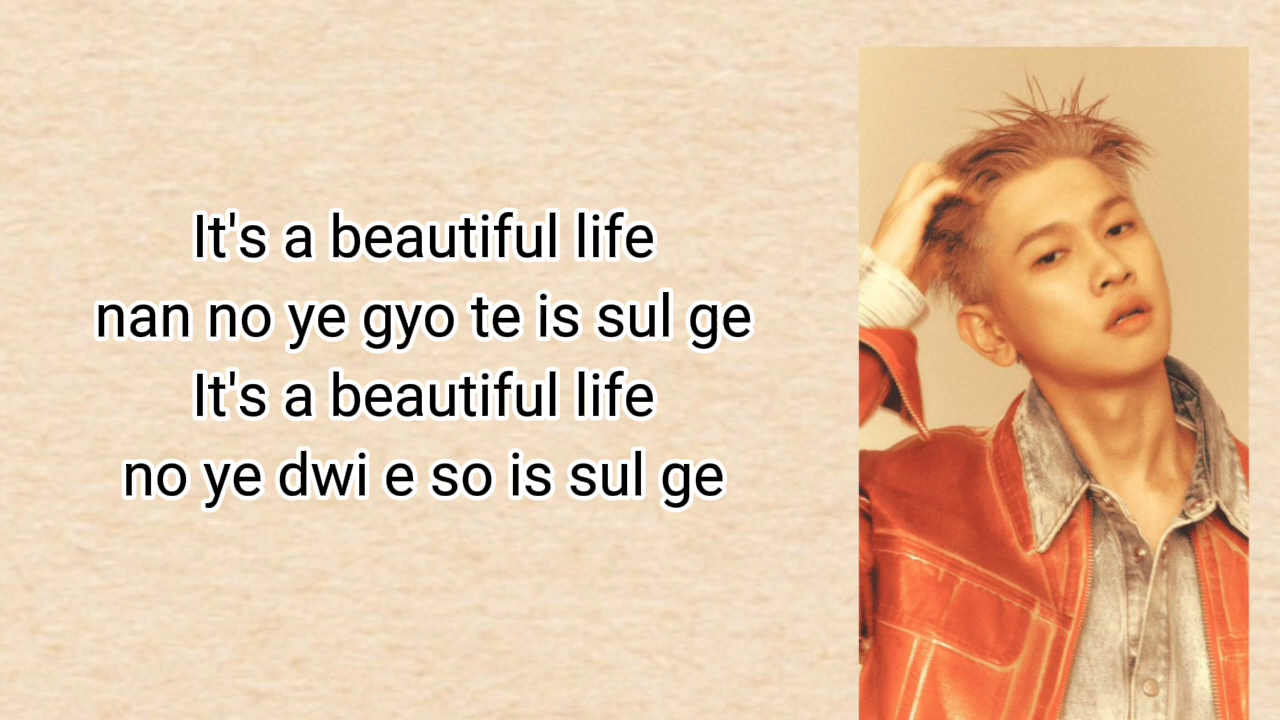 It's a beautiful life
nan no ye gyo te is sul ge
It's a beautiful life
no ye dwi e so is sul ge